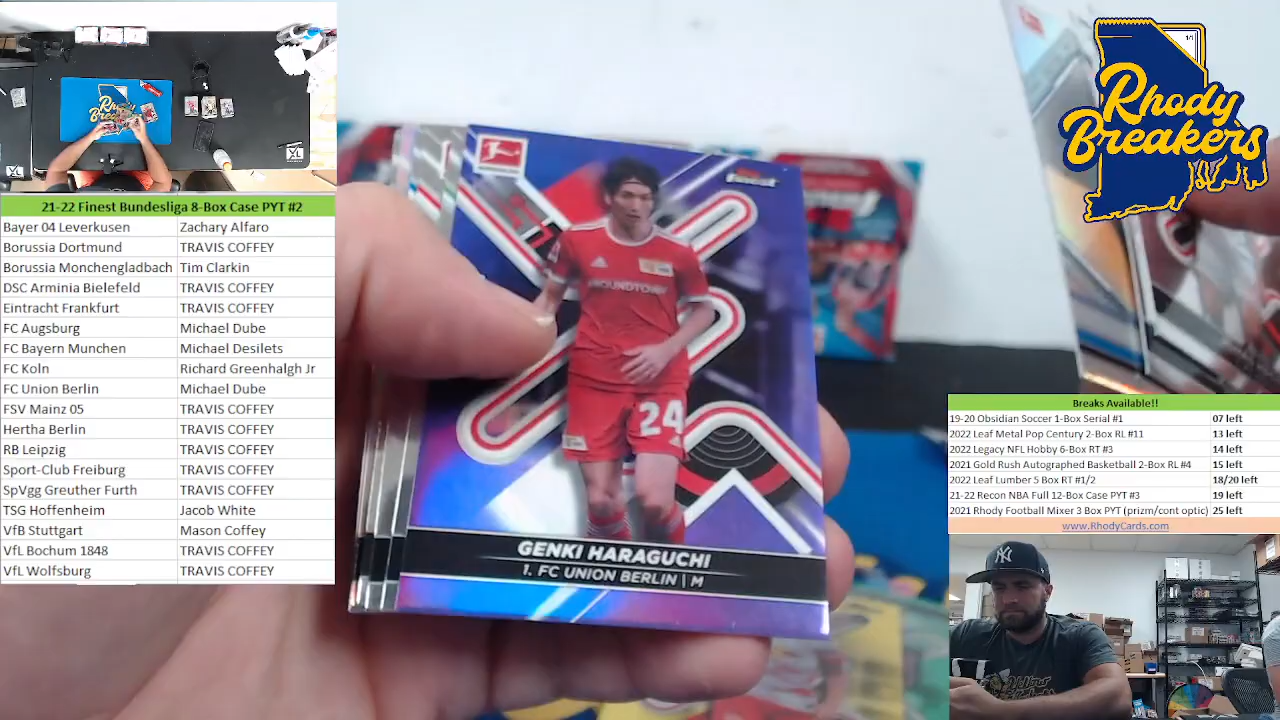 21-22 Finest Bundesliga 8-Box Case PYT #2
Bayer 04 Leverkusen Zachary Alfaro
Borussia Dortmund TRAVIS COFFEY
Borussia Monchengladbach Tim Clarkin
DSC Arminia Bielefeld TRAVIS COFFEY
Eintracht Frankfurt TRAVIS COFFEY
FC Augsburg Michael Dube
FC Bayern Munchen Michael Desilets
FC Koln Richard Greenhalgh Jr
FC Union Berlin Michael Dube
FSV Mainz 05 TRAVIS COFFEY
Hertha Berlin TRAVIS COFFEY
RB Leipzig TRAVIS COFFEY
Sport-Club Freiburg TRAVIS COFFEY
SpVgg Greuther Furth TRAVIS COFFEY
TSG Hoffenheim Jacob White
VfB Stuttgart Mason Coffey
VfL Bochum 1848 TRAVIS COFFEY
VfL Wolfsburg TRAVIS COFFEY
Rhody
Breakers
Finest
AROUNDTOWN
24
GENKI HARAGUCHI
1. FC UNION BERLIN | M
Rhody
Breakers
Breaks Available!!
19-20 Obsidian Soccer 1-Box Serial #1 07 left
2022 Leaf Metal Pop Century 2-Box RL #11 13 left
2022 Legacy NFL Hobby 6-Box RT #3 14 left
2021 Gold Rush Autographed Basketball 2-Box RL #4 15 left
2022 Leaf Lumber 5 Box RT #1/2 18/20 left
21-22 Recon NBA Full 12-Box Case PYT #3 19 left
2021 Rhody Football Mixer 3 Box PYT (prizm/cont optic) 25 left
www.RhodyCards.com